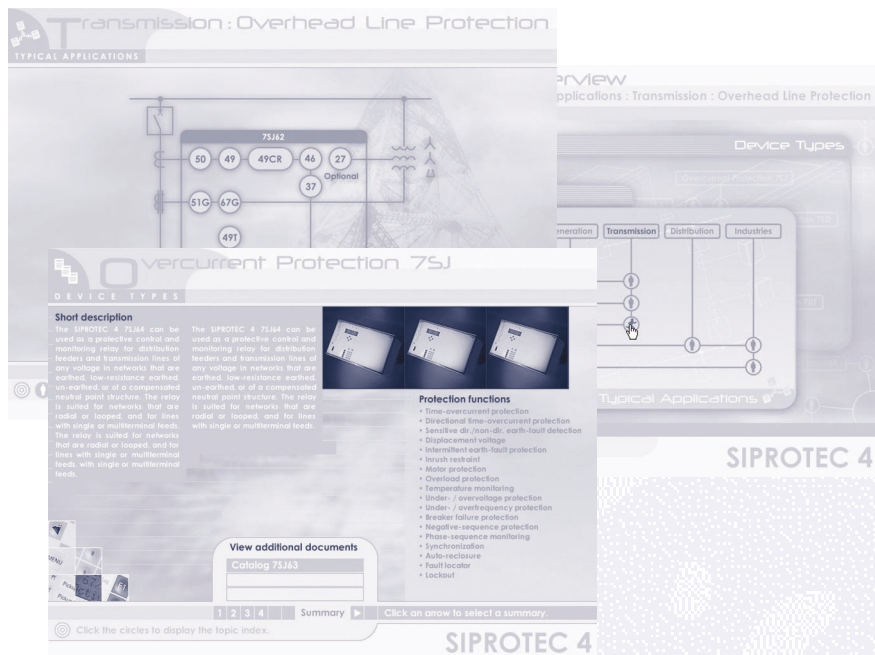 Transmission : Overhead Line Protection
TYPICAL APPLICATIONS
7SJ62
50 49 49CR 46 27
Optional
37
51G 67G
49T
erview
pplications : Transmission : Overhead Line Protection
Device Types
neration Transmission Distribution Industries
Typical Applications
SIPROTEC 4
Overcurrent Protection 7SJ
DEVICE TYPES
Short description
The SIPROTEC 4 7SJ64 can be
used as a protective control and
monitoring relay for distribution
feeders and transmission lines of
any voltage in networks that are
earthed, low-resistance earthed,
un-earthed, or of a compensated
neutral point structure. The relay
is suited for networks that are
radial or looped, and for lines
with single or multiterminal feeds.
The relay is suited for networks
that are radial or looped, and for
lines with single or multiterminal
feeds. with single or multiterminal
feeds.
The SIPROTEC 4 7SJ64 can be
used as a protective control and
monitoring relay for distribution
feeders and transmission lines of
any voltage in networks that are
earthed, low-resistance earthed,
un-earthed, or of a compensated
neutral point structure. The relay
is suited for networks that are
radial or looped, and for lines
with single or multiterminal feeds.
Protection functions
• Time-overcurrent protection
• Directional time-overcurrent protection
• Sensitive dir./non-dir. earth-fault detection
• Displacement voltage
• Intermittent earth-fault protection
• Inrush restraint
• Motor protection
• Overload protection
• Temperature monitoring
• Under- / overvoltage protection
• Under- / overfrequency protection
• Breaker failure protection
• Negative-sequence protection
• Phase-sequence monitoring
• Synchronization
• Auto-reclosure
• Fault locator
• Lockout
MENU
View additional documents
Catalog 7SJ63
1 2 3 4 Summary Click an arrow to select a summary.
Click the circles to display the topic index.
SIPROTEC 4